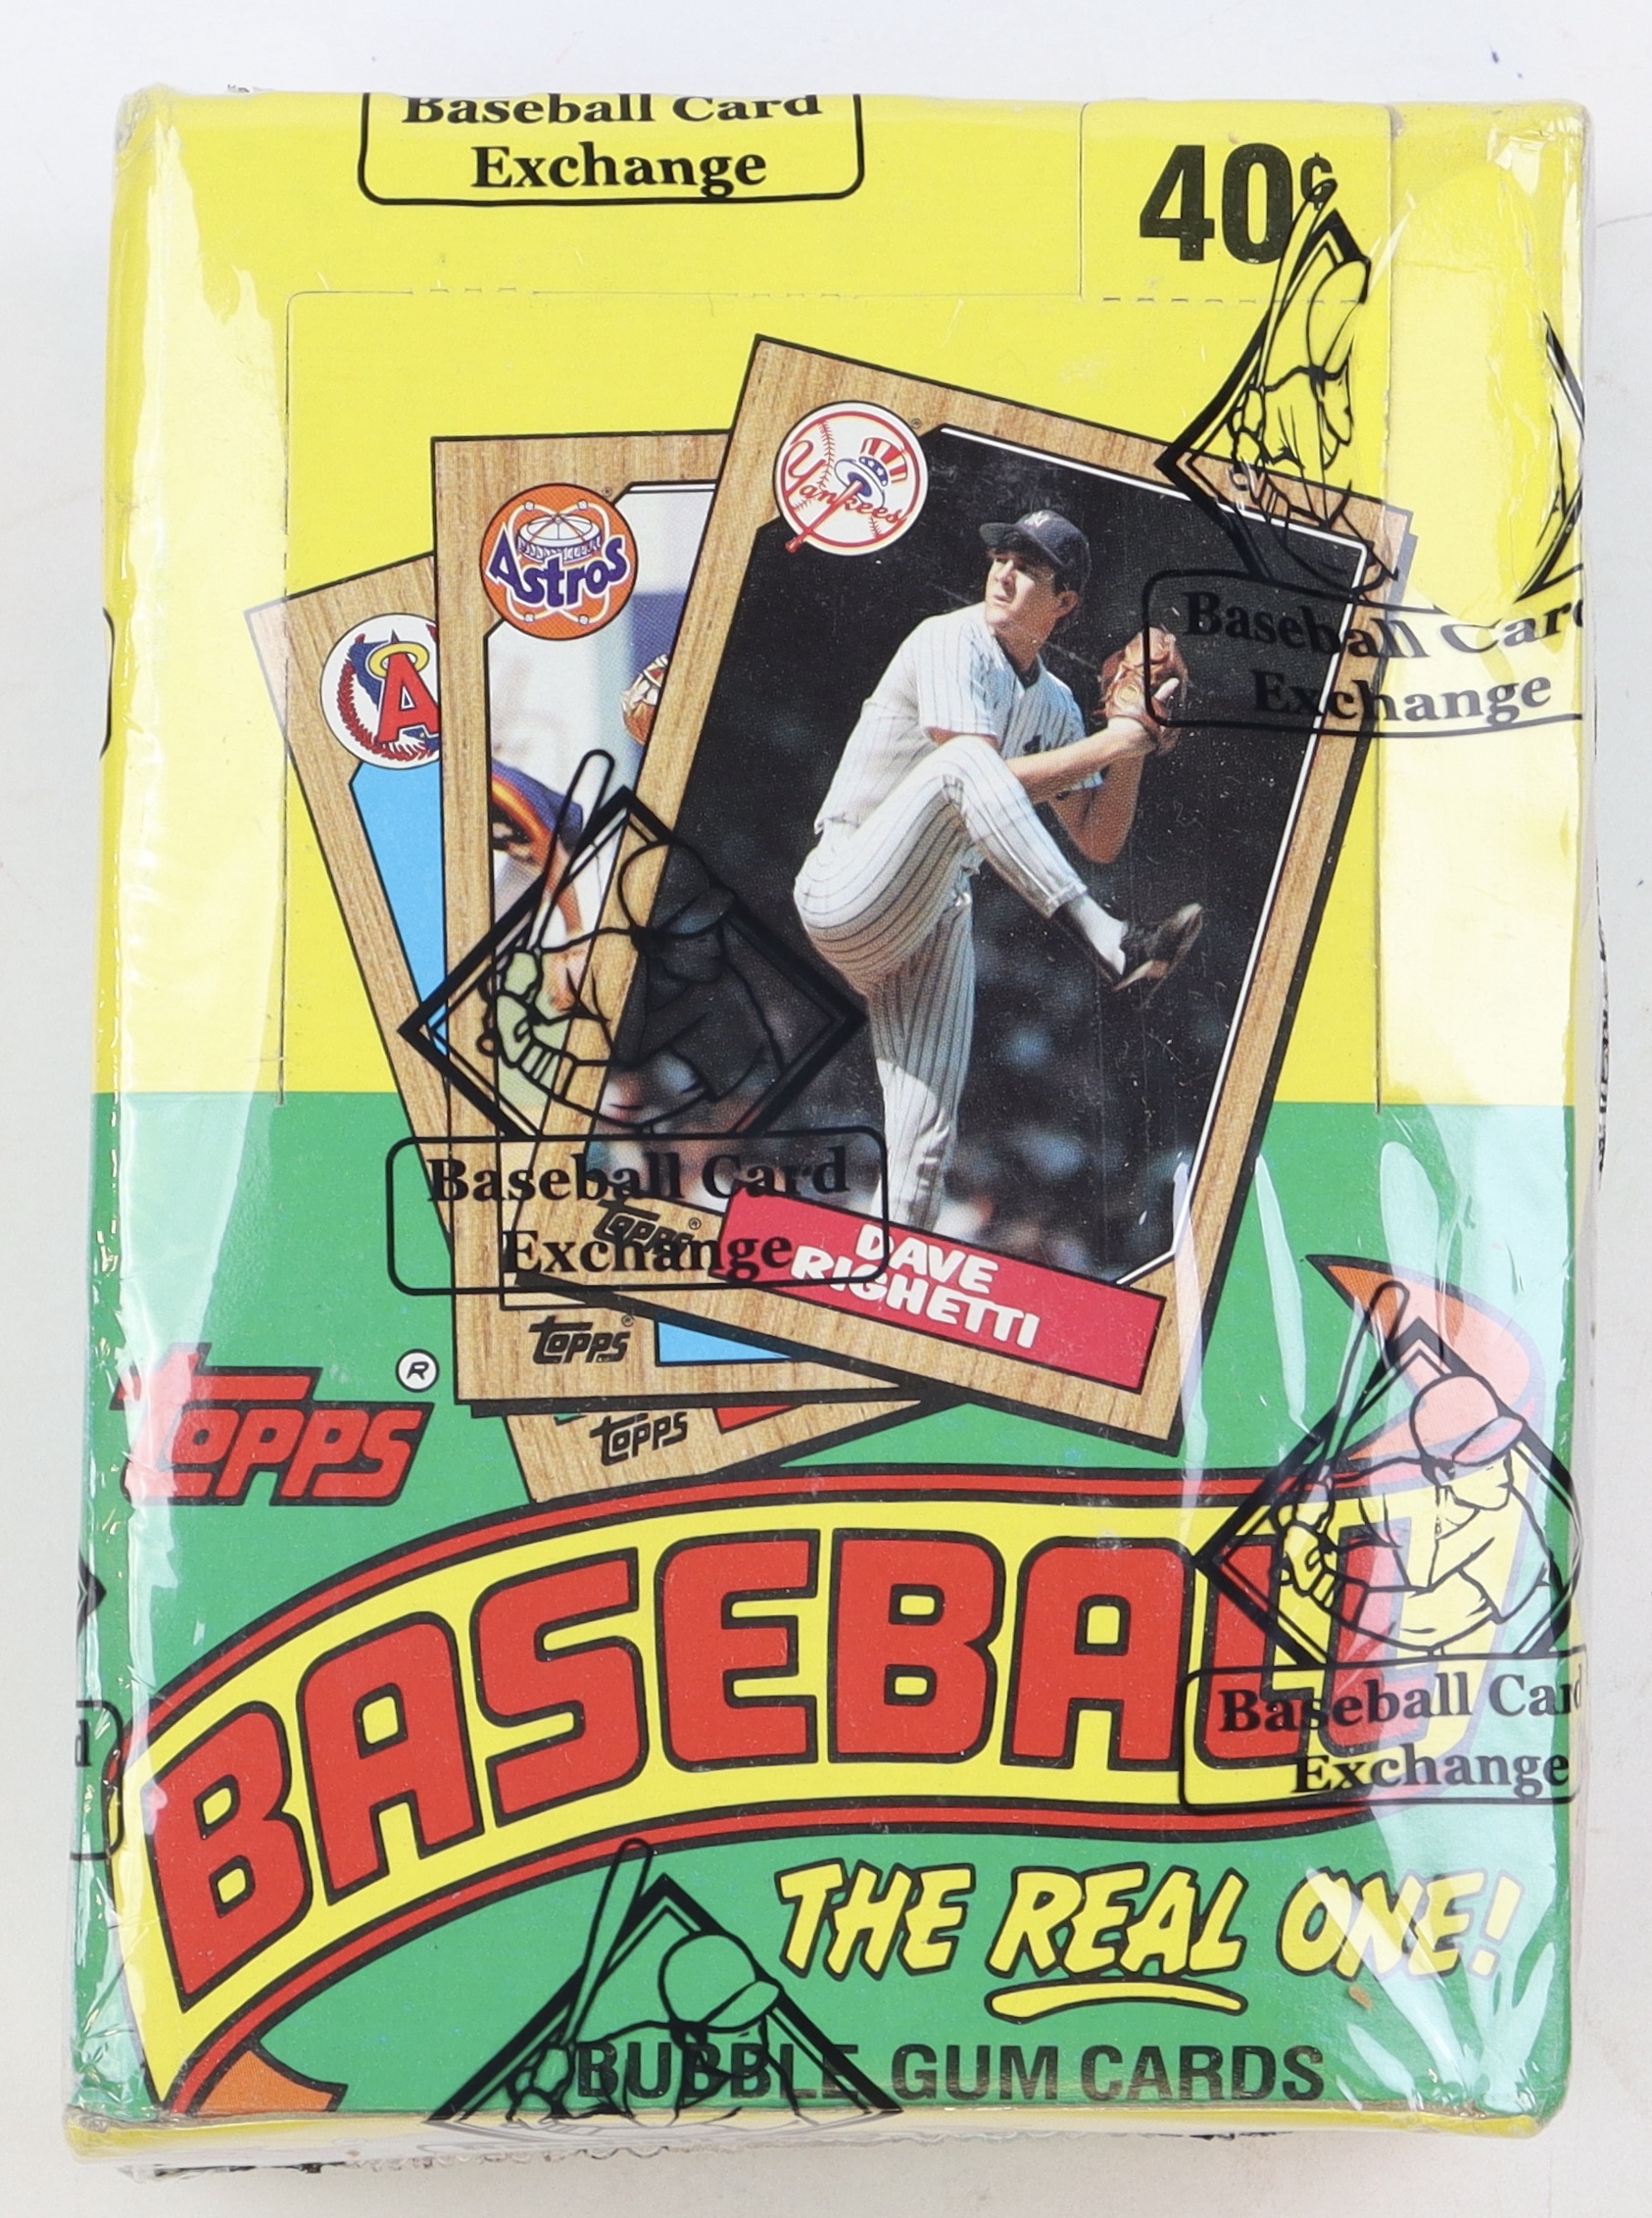 Baseball Card
Exchange
40¢
Yankees
Astros
A
Baseball Card
Exchange
Baseball Card
Exchange
Topps®
DAVE
RIGHETTI
Topps®
Topps
Topps®
BASEBALL
Baseball Card
Exchange
d
THE REAL ONE!
BUBBLE GUM CARDS